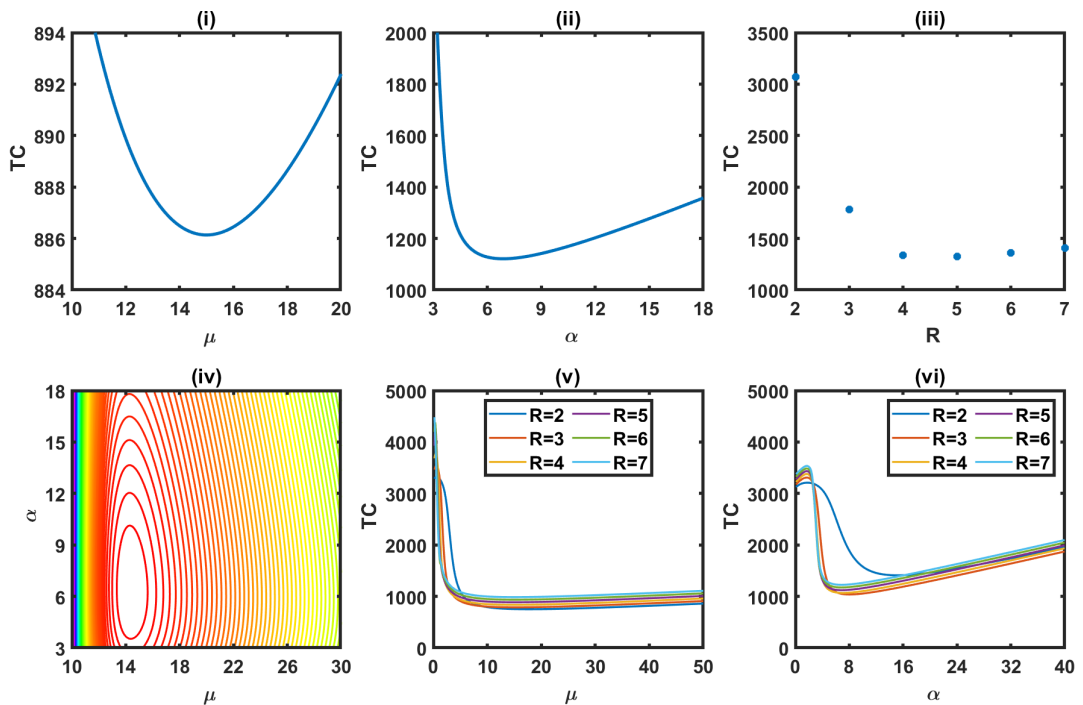 (i)
894
892
890
888
886
884
TC
10 12 14 16 18 20
μ
(ii)
2000
1800
1600
1400
1200
1000
TC
3 6 9 12 15 18
α
(iii)
3500
3000
2500
2000
1500
1000
TC
2 3 4 5 6 7
R
(iv)
18
15
12
9
6
3
α
10 14 18 22 26 30
μ
(v)
5000
4000
3000
2000
1000
0
TC
R=2 R=5
R=3 R=6
R=4 R=7
0 10 20 30 40 50
μ
(vi)
5000
4000
3000
2000
1000
0
TC
R=2 R=5
R=3 R=6
R=4 R=7
0 8 16 24 32 40
α